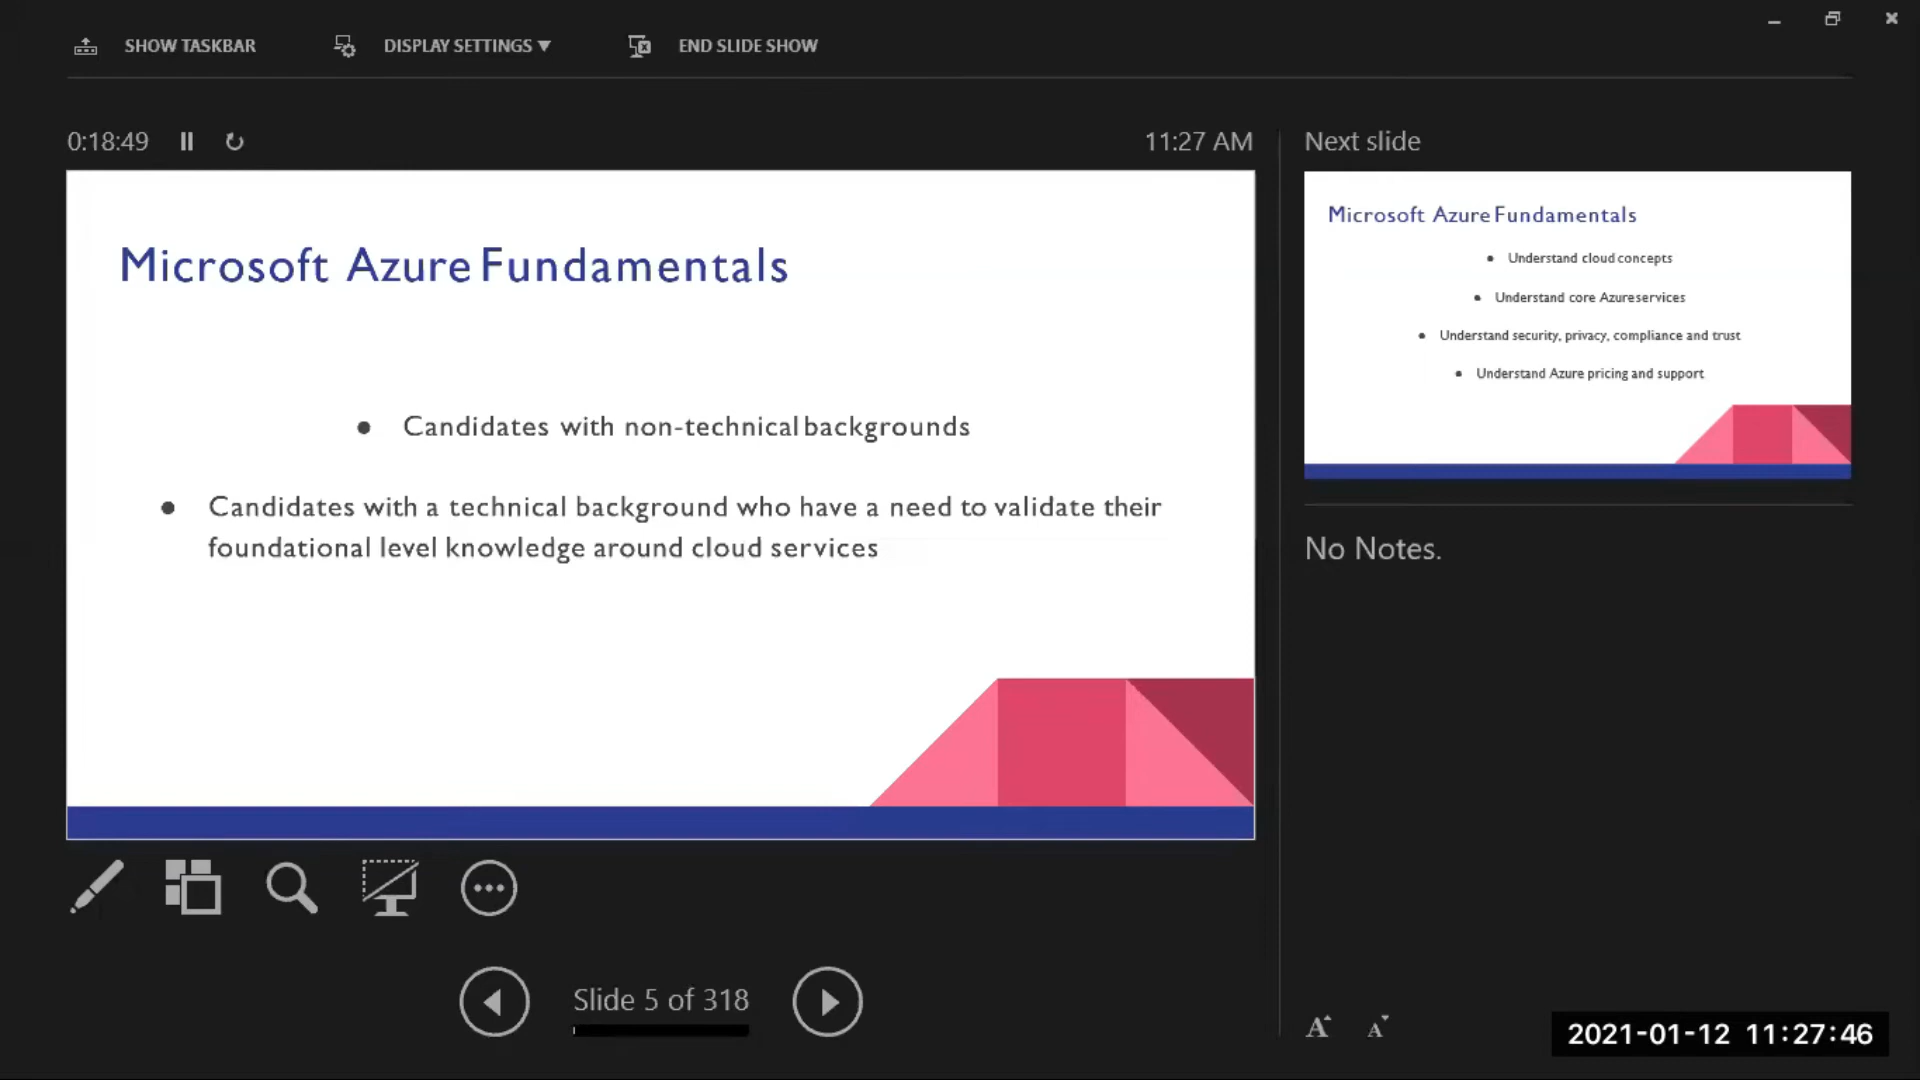 SHOW TASKBAR
DISPLAY SETTINGS ▼
END SLIDE SHOW
0:18:49
11:27 AM
Microsoft Azure Fundamentals
• Candidates with non-technical backgrounds
• Candidates with a technical background who have a need to validate their
foundational level knowledge around cloud services
Slide 5 of 318
Next slide
Microsoft Azure Fundamentals
• Understand cloud concepts
• Understand core Azure services
• Understand security, privacy, compliance and trust
• Understand Azure pricing and support
No Notes.
A A
2021-01-12 11:27:46